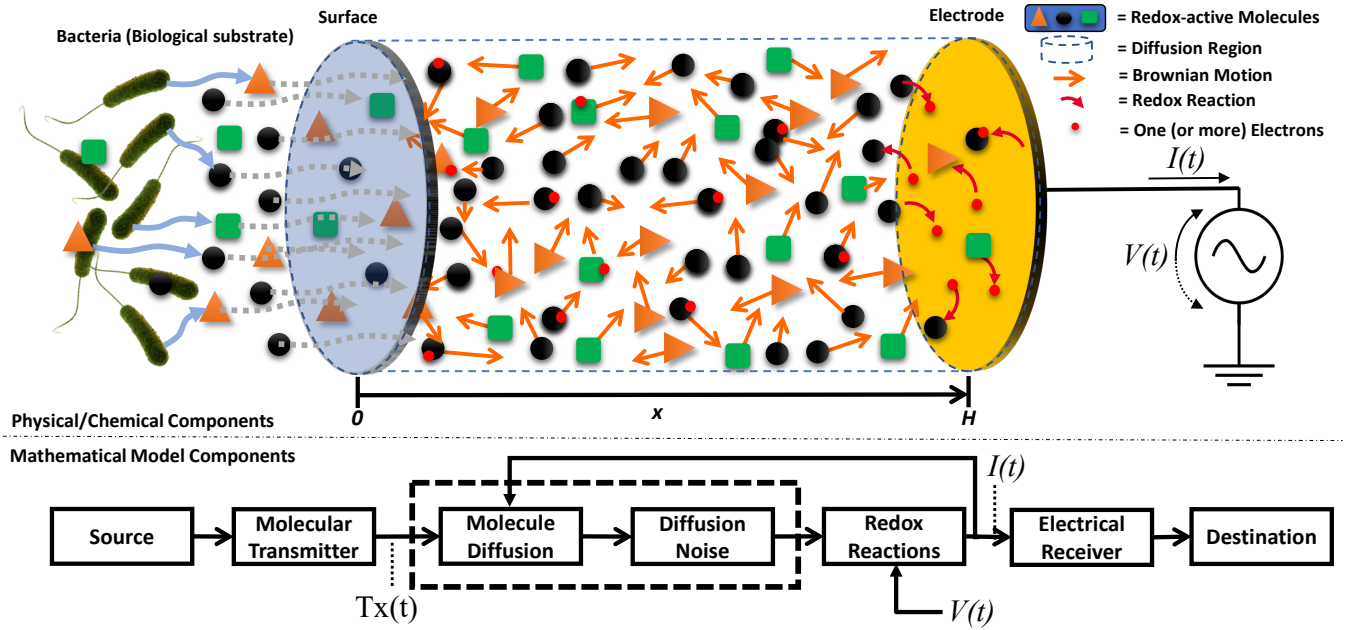 Surface
Electrode
Bacteria (Biological substrate)
= Redox-active Molecules
= Diffusion Region
= Brownian Motion
= Redox Reaction
= One (or more) Electrons
I(t)
V(t)
0
x
H
Physical/Chemical Components
Mathematical Model Components
I(t)
Source
Molecular
Transmitter
Molecule
Diffusion
Diffusion
Noise
Redox
Reactions
Electrical
Receiver
Destination
Tx(t)
V(t)